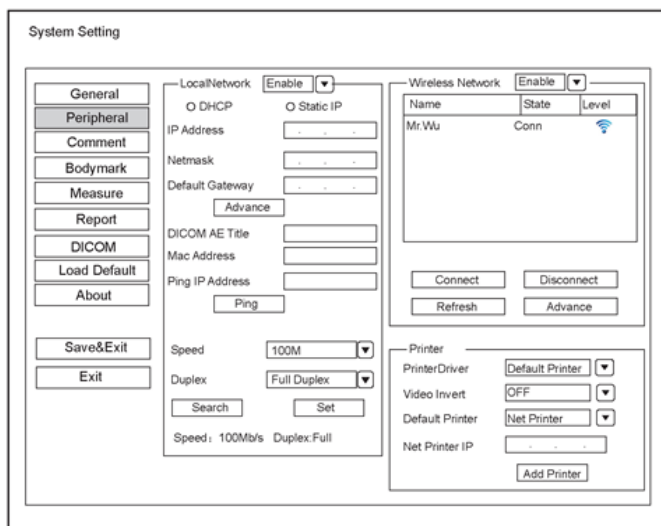 System Setting
General
Peripheral
Comment
Bodymark
Measure
Report
DICOM
Load Default
About
Save&Exit
Exit
LocalNetwork Enable
DHCP Static IP
IP Address . . .
Netmask . . .
Default Gateway . . .
Advance
DICOM AE Title
Mac Address
Ping IP Address
Ping
Speed 100M
Duplex Full Duplex
Search Set
Speed: 100Mb/s Duplex:Full
Wireless Network Enable
Name State Level
Mr.Wu Conn
Connect Disconnect
Refresh Advance
Printer
PrinterDriver Default Printer
Video Invert OFF
Default Printer Net Printer
Net Printer IP . . .
Add Printer